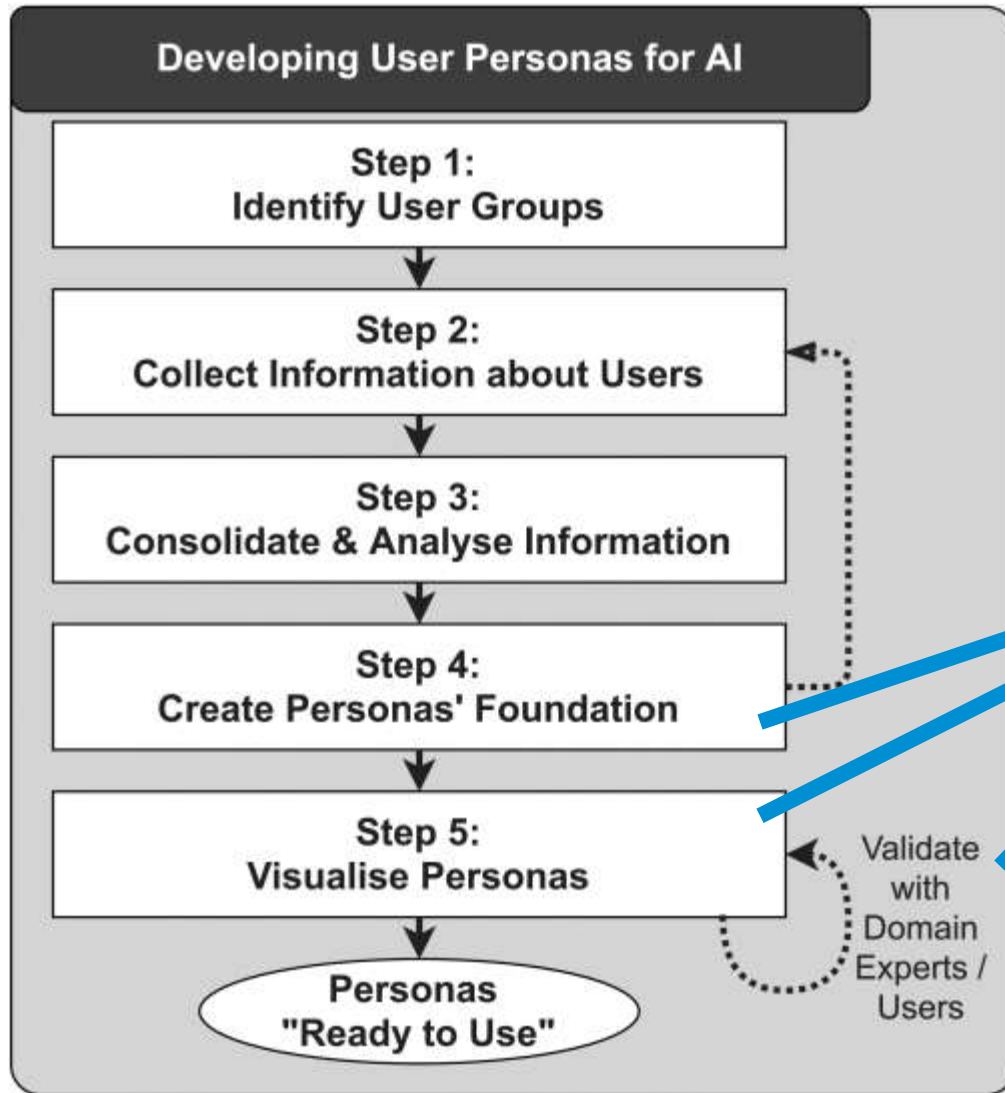 Developing User Personas for AI
Step 1:
Identify User Groups
Step 2:
Collect Information about Users
Step 3:
Consolidate & Analyse Information
Step 4:
Create Personas' Foundation
Step 5:
Visualise Personas
Validate
with
Domain
Experts /
Users
Personas
"Ready to Use"